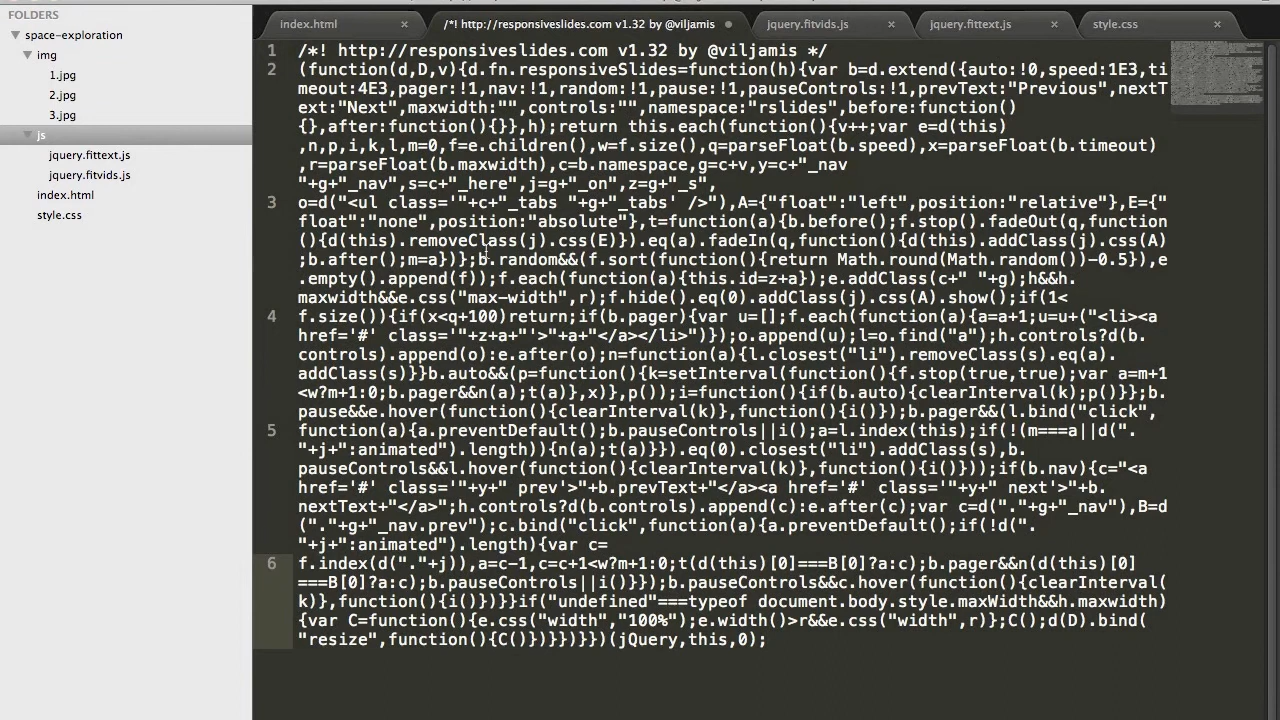 FOLDERS
space-exploration
img
1.jpg
2.jpg
3.jpg
js
jquery.fittext.js
jquery.fitvids.js
index.html
style.css
index.html ×
/*! http://responsiveslides.com v1.32 by @viljamis
jquery.fitvids.js ×
jquery.fittext.js ×
style.css ×
1 /*! http://responsiveslides.com v1.32 by @viljamis */
2 (function(d,D,v){d.fn.responsiveSlides=function(h){var b=d.extend({auto:!0,speed:1E3,ti
meout:4E3,pager:!1,nav:!1,random:!1,pause:!1,pauseControls:!1,prevText:"Previous",nextT
ext:"Next",maxwidth:"",controls:"",namespace:"rslides",before:function()
{},after:function(){}},h);return this.each(function(){v++;var e=d(this)
,n,p,i,k,l,m=0,f=e.children(),w=f.size(),q=parseFloat(b.speed),x=parseFloat(b.timeout)
,r=parseFloat(b.maxwidth),c=b.namespace,g=c+v,y=c+"_nav
"+g+"_nav",s=c+"_here",j=g+"_on",z=g+"_s",
3 o=d("<ul class='"+c+"_tabs "+g+"_tabs' />"),A={"float":"left",position:"relative"},E={"
float":"none",position:"absolute"},t=function(a){b.before();f.stop().fadeOut(q,function
(){d(this).removeClass(j).css(E)}).eq(a).fadeIn(q,function(){d(this).addClass(j).css(A)
;b.after();m=a})};b.random&&(f.sort(function(){return Math.round(Math.random())-0.5}),e
.empty().append(f));f.each(function(a){this.id=z+a});e.addClass(c+" "+g);h&&h.
maxwidth&&e.css("max-width",r);f.hide().eq(0).addClass(j).css(A).show();if(1<
4 f.size()){if(x<q+100)return;if(b.pager){var u=[];f.each(function(a){a=a+1;u=u+("<li><a
href='#' class='"+z+a+"'>"+a+"</a></li>")});o.append(u);l=o.find("a");h.controls?d(b.
controls).append(o):e.after(o);n=function(a){l.closest("li").removeClass(s).eq(a).
addClass(s)}}b.auto&&(p=function(){k=setInterval(function(){f.stop(true,true);var a=m+1
<w?m+1:0;b.pager&&n(a);t(a)},x)},p());i=function(){if(b.auto){clearInterval(k);p()}};b.
pause&&e.hover(function(){clearInterval(k)},function(){i()});b.pager&&(l.bind("click",
5 function(a){a.preventDefault();b.pauseControls||i();a=l.index(this);if(!(m===a||d(".
"+j+":animated").length)){n(a);t(a)}}).eq(0).closest("li").addClass(s),b.
pauseControls&&l.hover(function(){clearInterval(k)},function(){i()}));if(b.nav){c="<a
href='#' class='"+y+" prev'>"+b.prevText+"</a><a href='#' class='"+y+" next'>"+b.
nextText+"</a>";h.controls?d(b.controls).append(c):e.after(c);var c=d("."+g+"_nav"),B=d
("."+g+"_nav.prev");c.bind("click",function(a){a.preventDefault();if(!d(".
"+j+":animated").length){var c=
6 f.index(d("."+j)),a=c-1,c=c+1<w?m+1:0;t(d(this)[0]===B[0]?a:c);b.pager&&n(d(this)[0]
===B[0]?a:c);b.pauseControls||i()}});b.pauseControls&&c.hover(function(){clearInterval(
k)},function(){i()})}}if("undefined"===typeof document.body.style.maxWidth&&h.maxwidth)
{var C=function(){e.css("width","100%");e.width()>r&&e.css("width",r)};C();d(D).bind(
"resize",function(){C()})}})}})(jQuery,this,0);